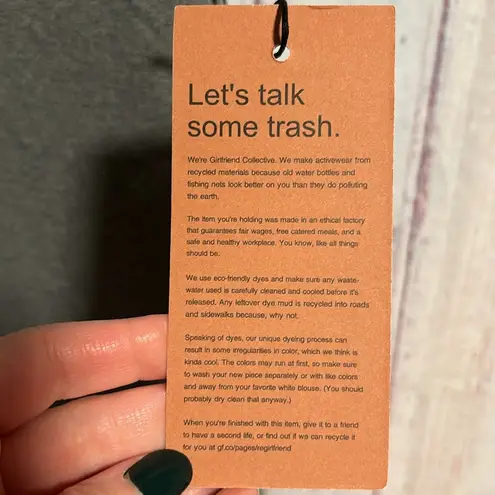 Let's talk
some trash.
We're Girlfriend Collective. We make activewear from
recycled materials because old water bottles and
fishing nets look better on you than they do polluting
the earth.
The item you're holding was made in an ethical factory
that guarantees fair wages, free catered meals, and a
safe and healthy workplace. You know, like all things
should be.
We use eco-friendly dyes and make sure any waste-
water used is carefully cleaned and cooled before it's
released. Any leftover dye mud is recycled into roads
and sidewalks because, why not.
Speaking of dyes, our unique dyeing process can
result in some irregularities in color, which we think is
kinda cool. The colors may run at first, so make sure
to wash your new piece separately or with like colors
and away from your favorite white blouse. (You should
probably dry clean that anyway.)
When you're finished with this item, give it to a friend
to have a second life, or find out if we can recycle it
for you at gf.co/pages/regirlfriend